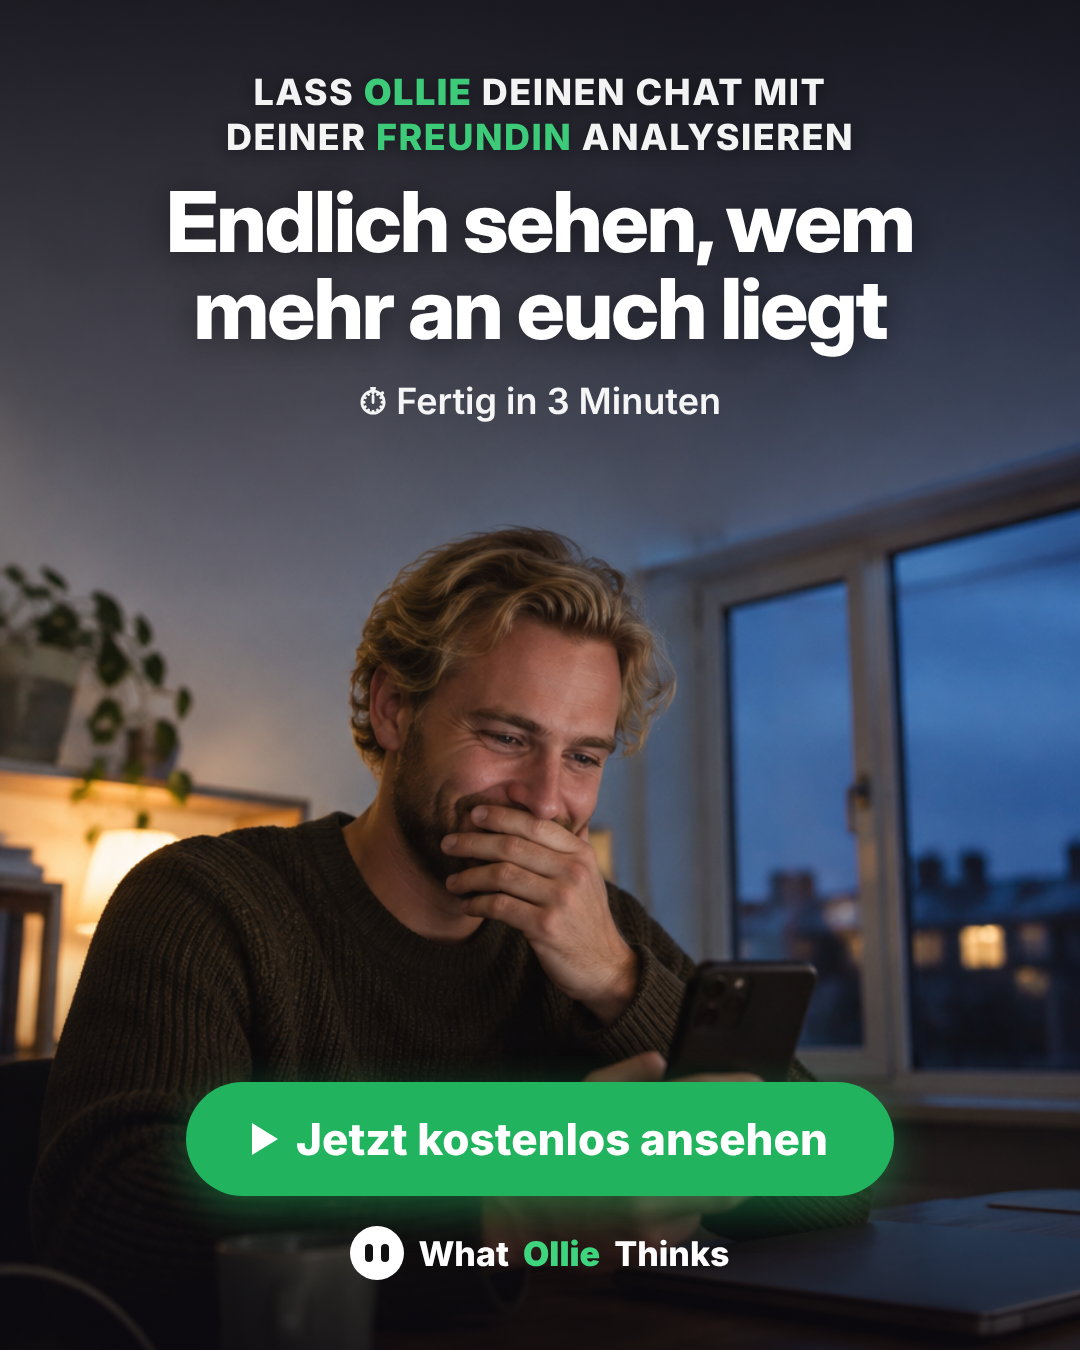 LASS OLLIE DEINEN CHAT MIT
DEINER FREUNDIN ANALYSIEREN
Endlich sehen, wem
mehr an euch liegt
⏱ Fertig in 3 Minuten
▶ Jetzt kostenlos ansehen
What Ollie Thinks